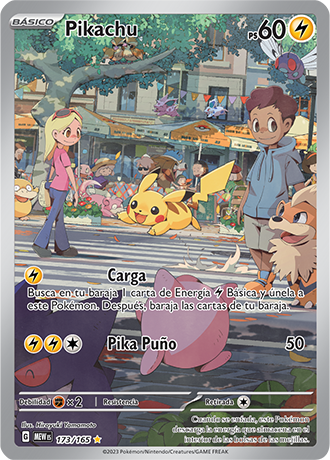 BÁSICO
Pikachu
PS60
Carga
Busca en tu baraja 1 carta de Energía Básica y únela a
este Pokémon. Después, baraja las cartas de tu baraja.
Pika Puño 50
Debilidad ×2 Resistencia Retirada
Ilus. Hiroyuki Yamamoto
G MEW ES 173/165
Cuando se enfada, este Pokémon
descarga la energía que almacena en el
interior de las bolsas de las mejillas.
©2023 Pokémon/Nintendo/Creatures/GAME FREAK